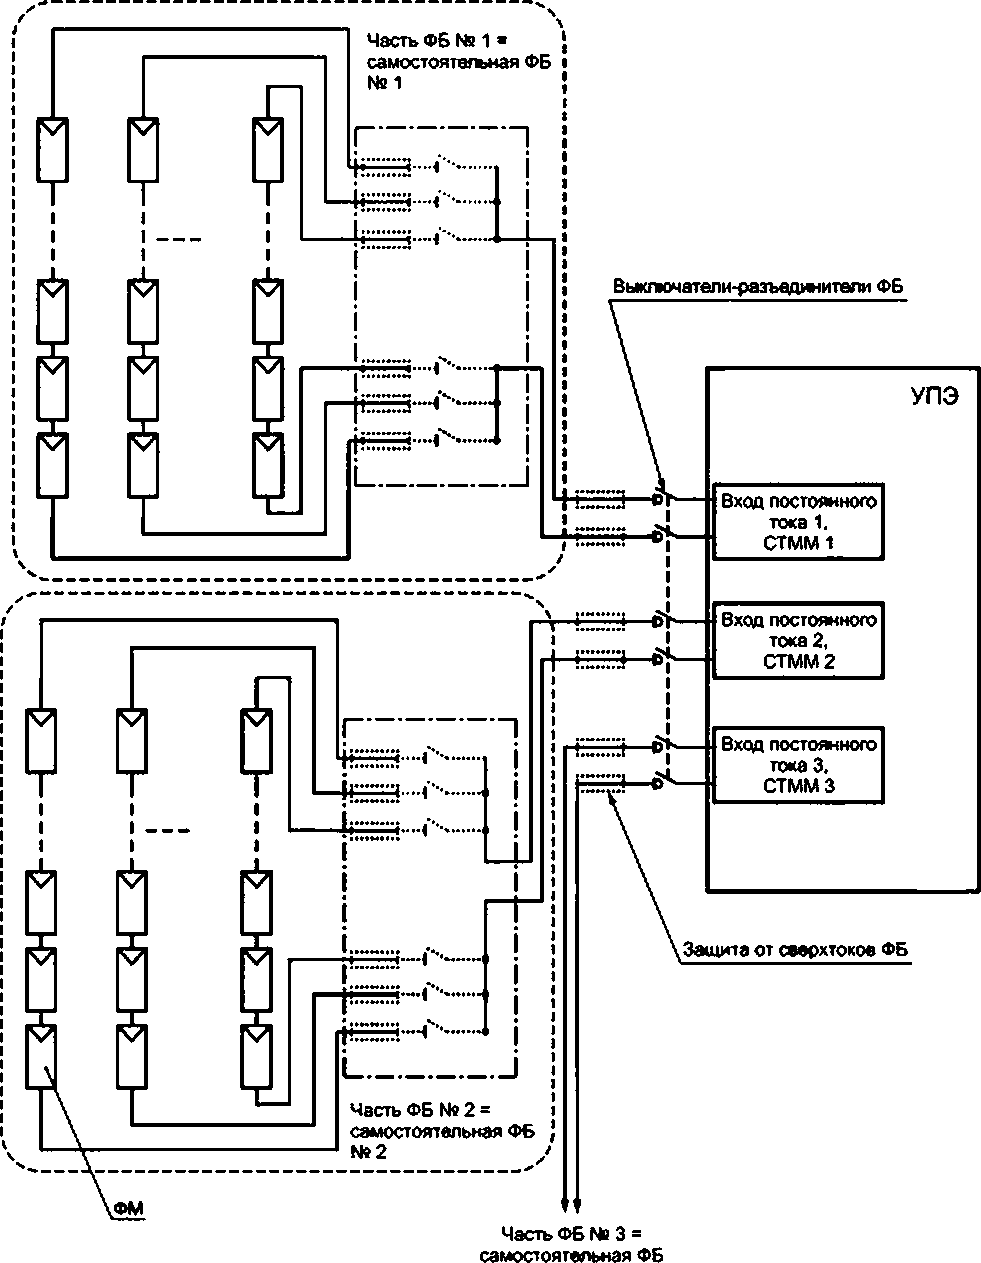 Часть ФБ № 1 =
самостоятельная ФБ
№ 1
Выключатели-разъединители ФБ
УПЭ
Вход постоянного
тока 1,
СТММ 1
Вход постоянного
тока 2,
СТММ 2
Вход постоянного
тока 3,
СТММ 3
Защита от сверхтоков ФБ
Часть ФБ № 2 =
самостоятельная ФБ
№ 2
ФМ
Часть ФБ № 3 =
самостоятельная ФБ